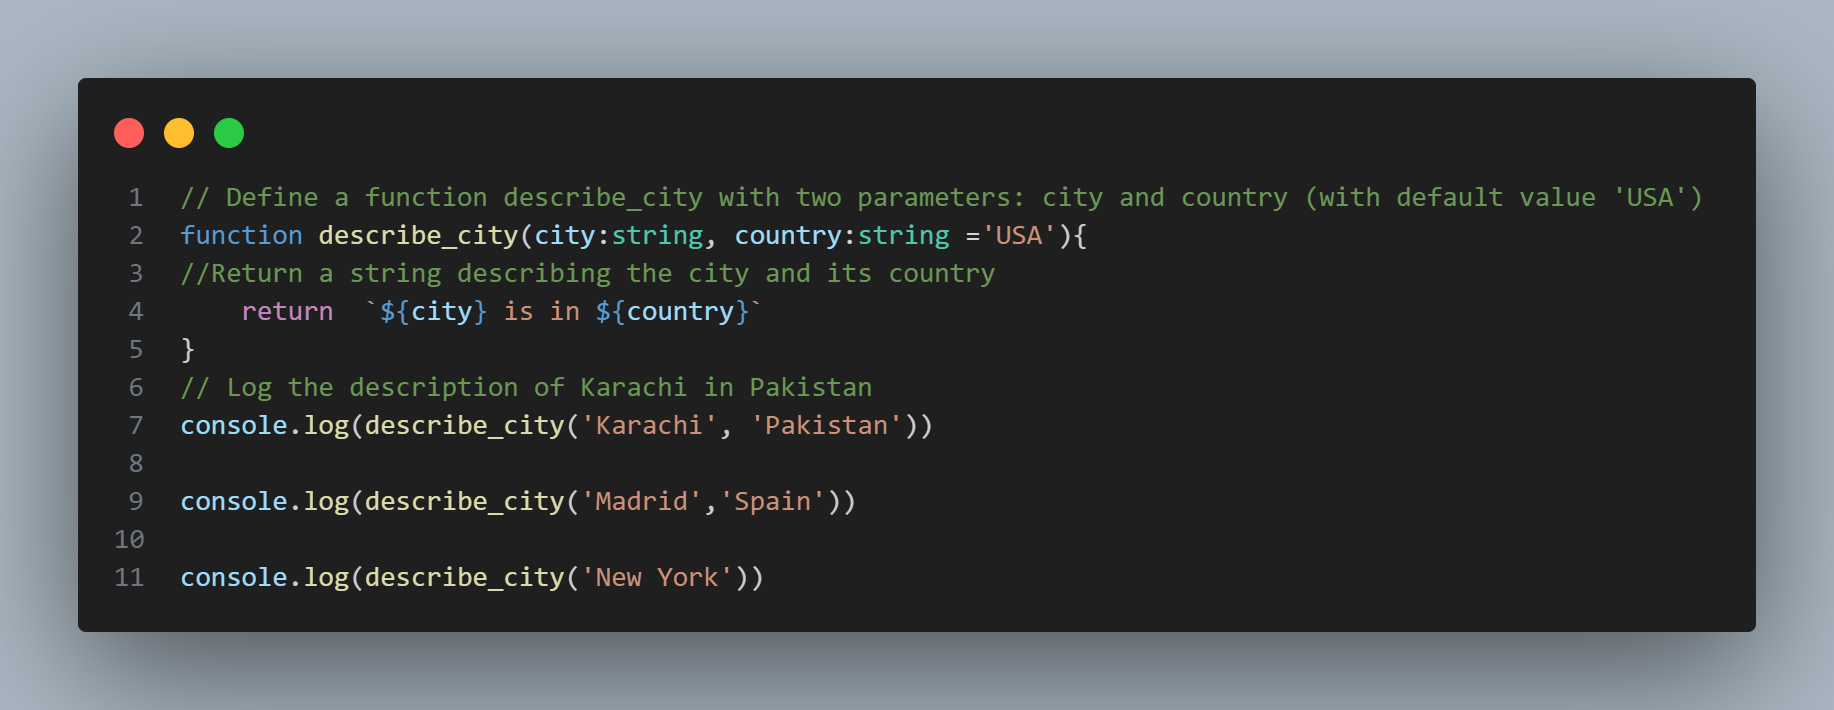 1 // Define a function describe_city with two parameters: city and country (with default value 'USA')
2 function describe_city(city:string, country:string ='USA'){
3 //Return a string describing the city and its country
4     return  `${city} is in ${country}`
5 }
6 // Log the description of Karachi in Pakistan
7 console.log(describe_city('Karachi', 'Pakistan'))
8
9 console.log(describe_city('Madrid','Spain'))
10
11 console.log(describe_city('New York'))